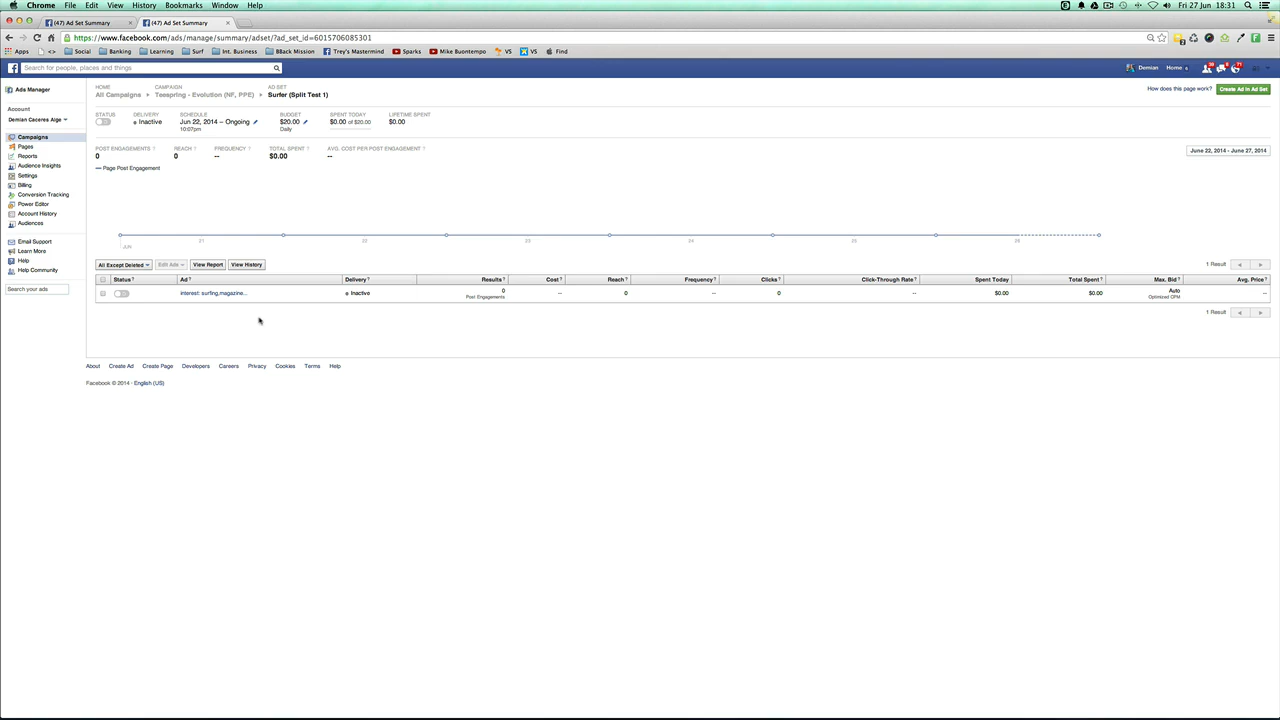 Chrome File Edit View History Bookmarks Window Help Fri 27 Jun 18:31
(47) Ad Set Summary (47) Ad Set Summary
https://www.facebook.com/ads/manage/summary/adset/?ad_set_id=6015706085301
Apps <> Social Banking Learning Surf Int. Business BBack Mission Trey's Mastermind Sparks Mike Buontempo VS VS Find
Search for people, places and things Demian Home
Ads Manager
Account
Demian Caceres Alge
Campaigns
Pages
Reports
Audience Insights
Settings
Billing
Conversion Tracking
Power Editor
Account History
Audiences
Email Support
Learn More
Help
Help Community
Search your ads
HOME CAMPAIGN AD SET
All Campaigns Teespring - Evolution (NF, PPE) Surfer (Split Test 1)
How does this page work? Create Ad in Ad Set
STATUS DELIVERY SCHEDULE BUDGET SPENT TODAY LIFETIME SPENT
Inactive Jun 22, 2014 – Ongoing $20.00 $0.00 of $20.00 $0.00
10:07pm Daily
POST ENGAGEMENTS ? REACH ? FREQUENCY ? TOTAL SPENT ? AVG. COST PER POST ENGAGEMENT ?
0 0 -- $0.00 --
June 22, 2014 - June 27, 2014
Page Post Engagement
21 22 23 24 25 26
JUN
All Except Deleted Edit Ads View Report View History 1 Result
Status ? Ad ? Delivery ? Results ? Cost ? Reach ? Frequency ? Clicks ? Click-Through Rate ? Spent Today Total Spent ? Max. Bid ? Avg. Price ?
interest: surfing,magazine... Inactive 0 -- 0 -- 0 -- $0.00 $0.00 Auto --
Post Engagements Optimized CPM
1 Result
About Create Ad Create Page Developers Careers Privacy Cookies Terms Help
Facebook © 2014 · English (US)